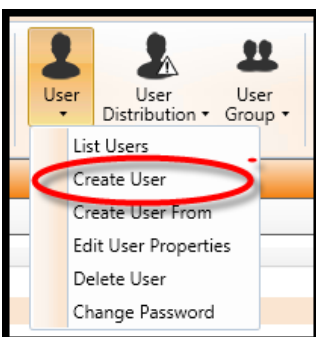 User
User
Distribution
User
Group
List Users
Create User
Create User From
Edit User Properties
Delete User
Change Password